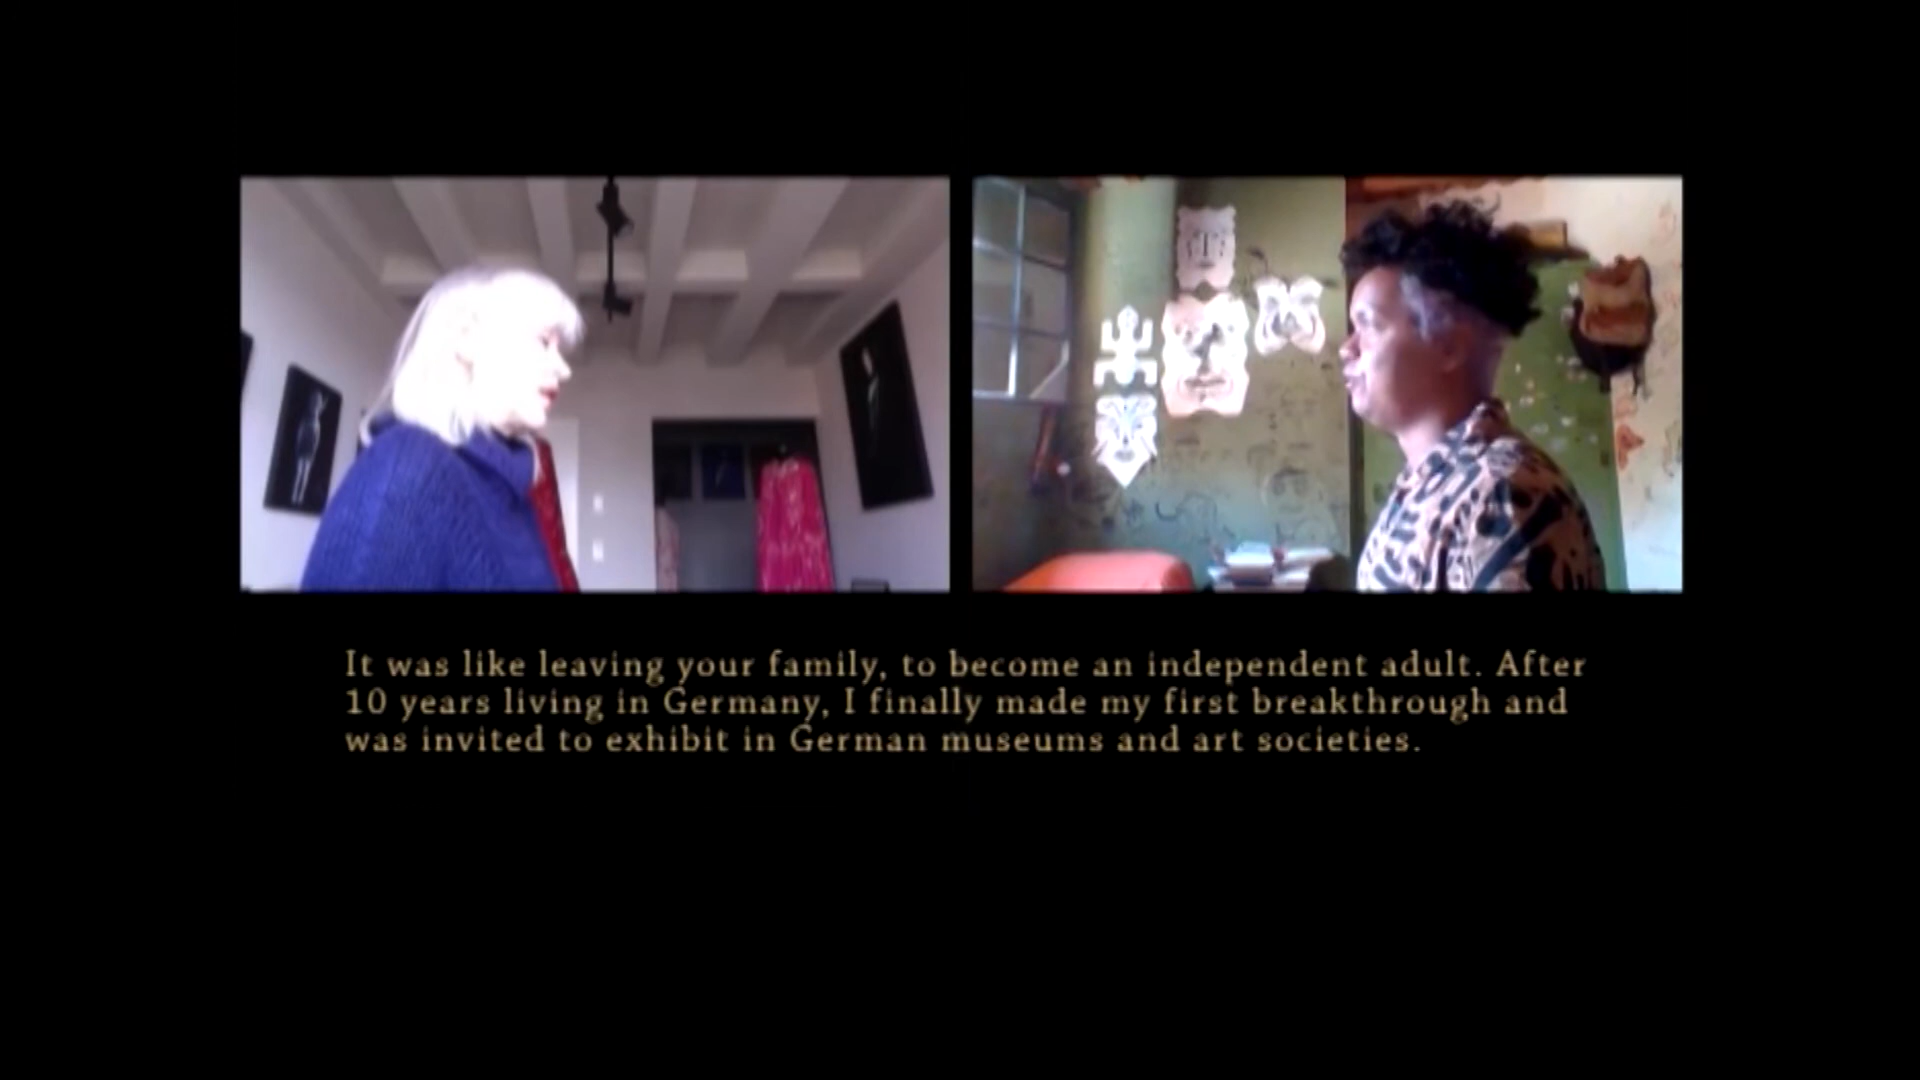 It was like leaving your family, to become an independent adult. After
10 years living in Germany, I finally made my first breakthrough and
was invited to exhibit in German museums and art societies.